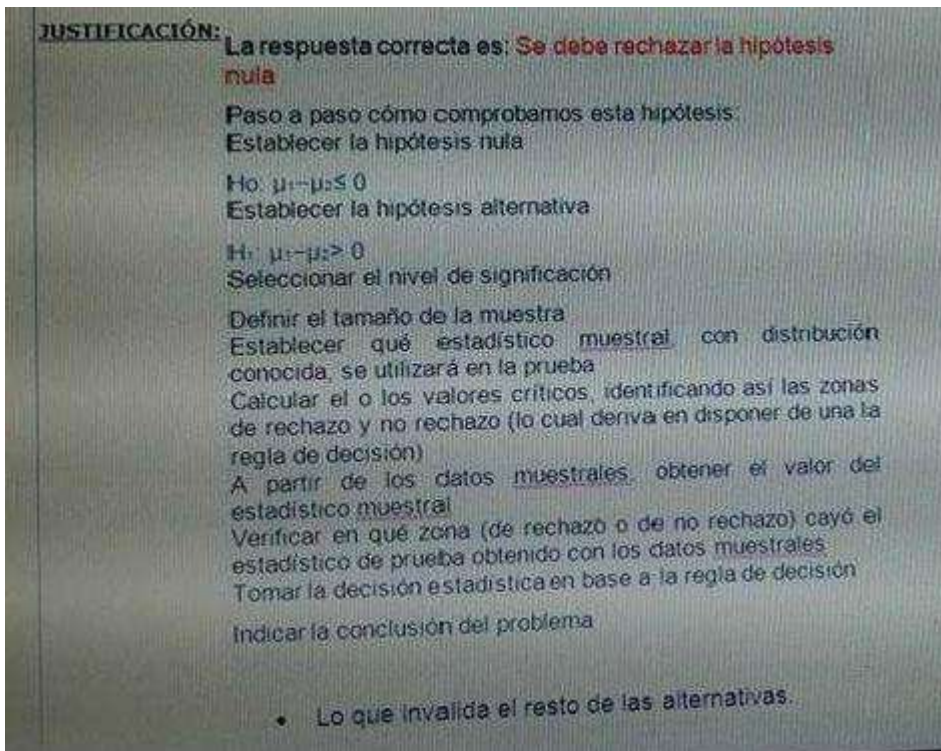 JUSTIFICACIÓN:
La respuesta correcta es: Se debe rechazar la hipótesis
nula
Paso a paso cómo comprobamos esta hipótesis:
Establecer la hipótesis nula
Ho: μ₁−μ₂≤ 0
Establecer la hipótesis alternativa
H₁: μ₁−μ₂> 0
Seleccionar el nivel de significación
Definir el tamaño de la muestra
Establecer qué estadístico muestral, con distribución
conocida, se utilizará en la prueba
Calcular el o los valores críticos, identificando así las zonas
de rechazo y no rechazo (lo cual deriva en disponer de una la
regla de decisión)
A partir de los datos muestrales, obtener el valor del
estadístico muestral
Verificar en qué zona (de rechazo o de no rechazo) cayó el
estadístico de prueba obtenido con los datos muestrales
Tomar la decisión estadística en base a la regla de decisión
Indicar la conclusión del problema
• Lo que invalida el resto de las alternativas.